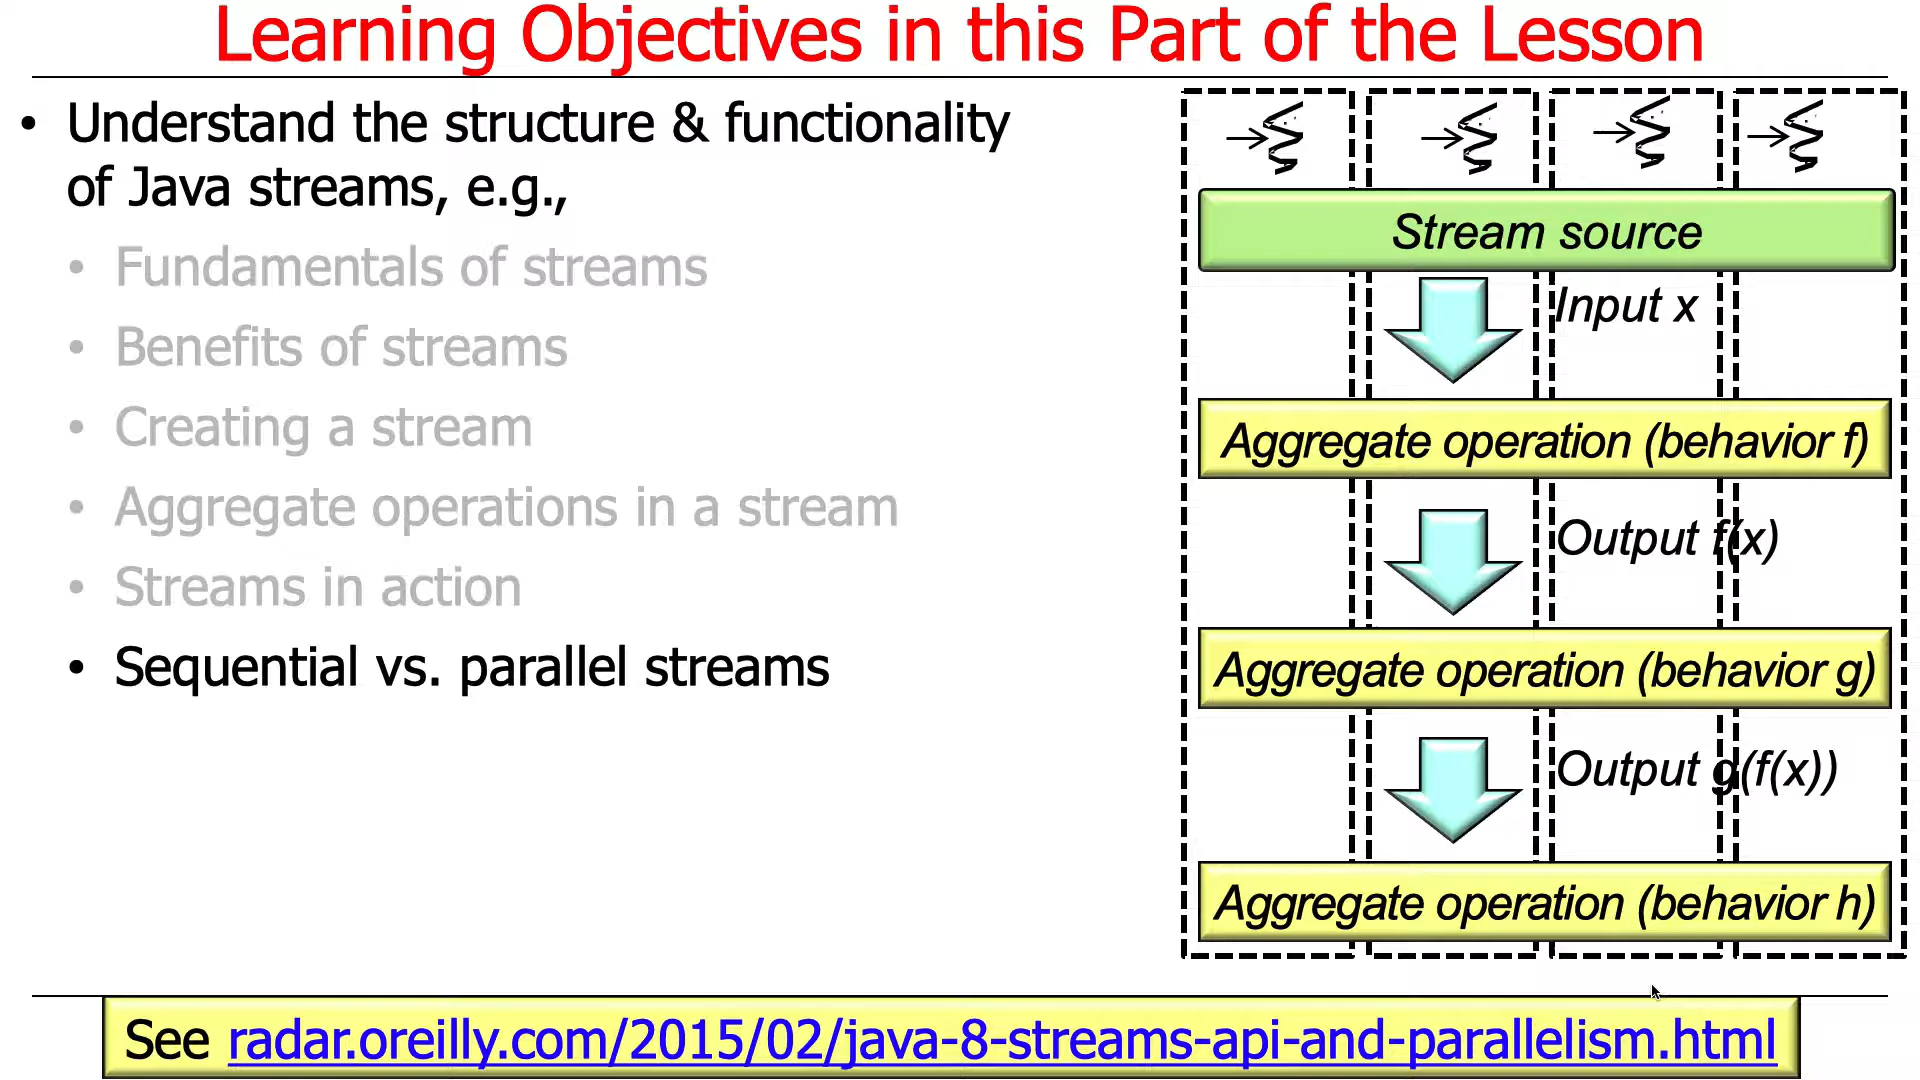 Learning Objectives in this Part of the Lesson
• Understand the structure & functionality
of Java streams, e.g.,
• Fundamentals of streams
• Benefits of streams
• Creating a stream
• Aggregate operations in a stream
• Streams in action
• Sequential vs. parallel streams
Stream source
Input x
Aggregate operation (behavior f)
Output f(x)
Aggregate operation (behavior g)
Output g(f(x))
Aggregate operation (behavior h)
See radar.oreilly.com/2015/02/java-8-streams-api-and-parallelism.html